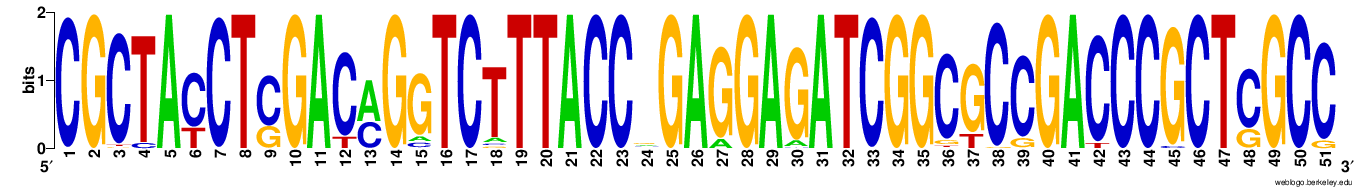 2
bits
1
0
CGCTACCTCGACAGGTCTTTACC GAGGAGATCGGCGCCGACCCGCTCGCC
T G T C A A A A T G G G
1 2 3 4 5 6 7 8 9 10 11 12 13 14 15 16 17 18 19 20 21 22 23 24 25 26 27 28 29 30 31 32 33 34 35 36 37 38 39 40 41 42 43 44 45 46 47 48 49 50 51
5′ 3′
weblogo.berkeley.edu